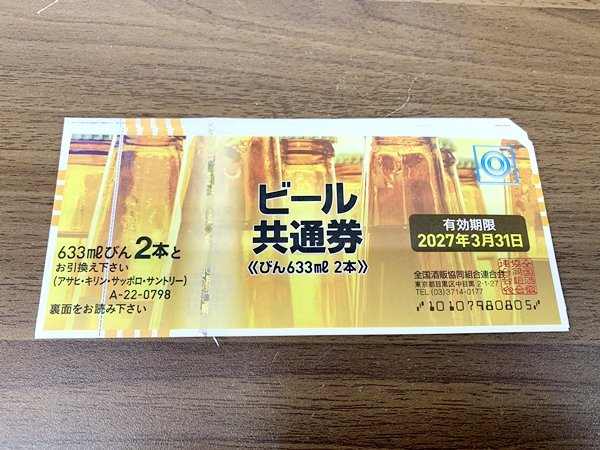 ビール
共通券
《びん633㎖ 2本》
633㎖びん2本と
お引換え下さい
(アサヒ・キリン・サッポロ・サントリー)
A-22-0798
裏面をお読み下さい
有効期限
2027年3月31日
全国酒販協同組合連合会
東京都目黒区中目黒2-1-27
TEL (03)3714-0177
10107980805